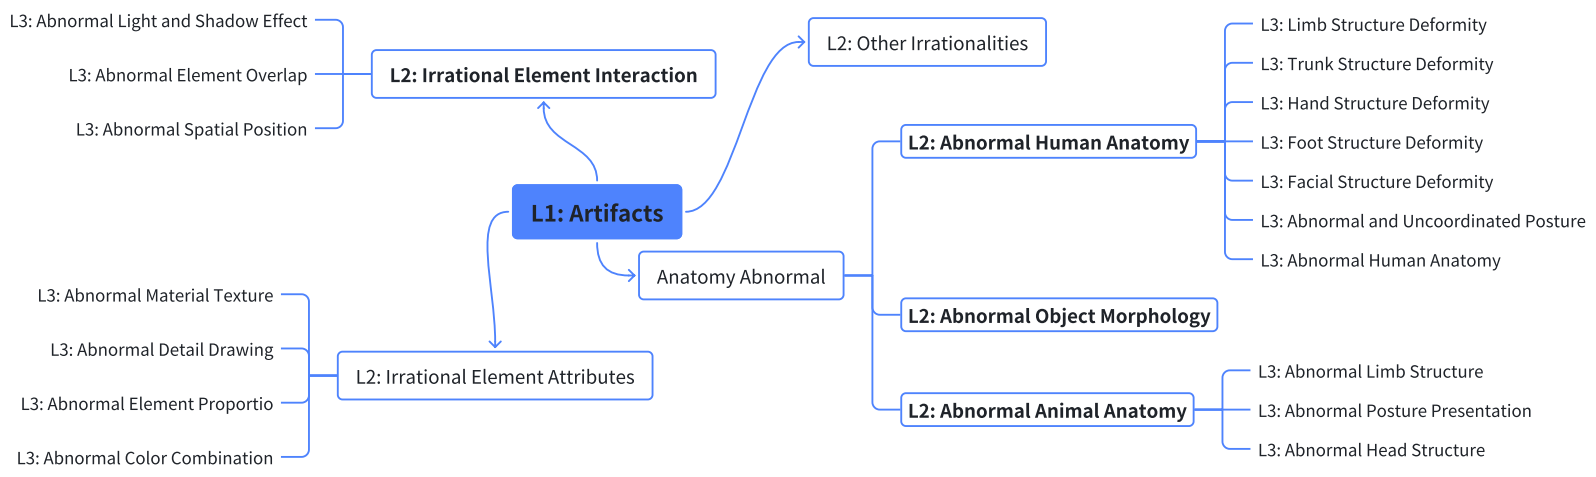 L3: Abnormal Light and Shadow Effect
L3: Abnormal Element Overlap
L3: Abnormal Spatial Position
L2: Irrational Element Interaction
L2: Other Irrationalities
L1: Artifacts
Anatomy Abnormal
L2: Abnormal Human Anatomy
L3: Limb Structure Deformity
L3: Trunk Structure Deformity
L3: Hand Structure Deformity
L3: Foot Structure Deformity
L3: Facial Structure Deformity
L3: Abnormal and Uncoordinated Posture
L3: Abnormal Human Anatomy
L2: Abnormal Object Morphology
L2: Abnormal Animal Anatomy
L3: Abnormal Limb Structure
L3: Abnormal Posture Presentation
L3: Abnormal Head Structure
L3: Abnormal Material Texture
L3: Abnormal Detail Drawing
L3: Abnormal Element Proportio
L3: Abnormal Color Combination
L2: Irrational Element Attributes